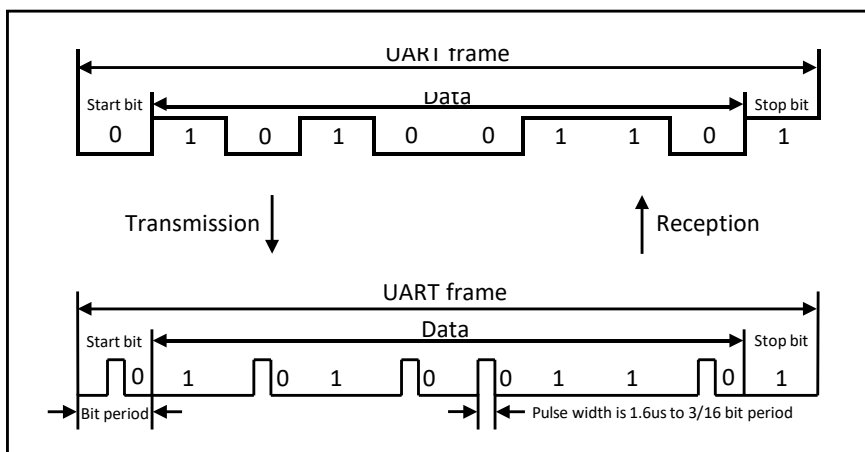 UART frame
Start bit Data Stop bit
0 1 0 1 0 0 1 1 0 1
Transmission Reception
UART frame
Start bit Data Stop bit
0 1 0 1 0 0 1 1 0 1
Bit period Pulse width is 1.6us to 3/16 bit period